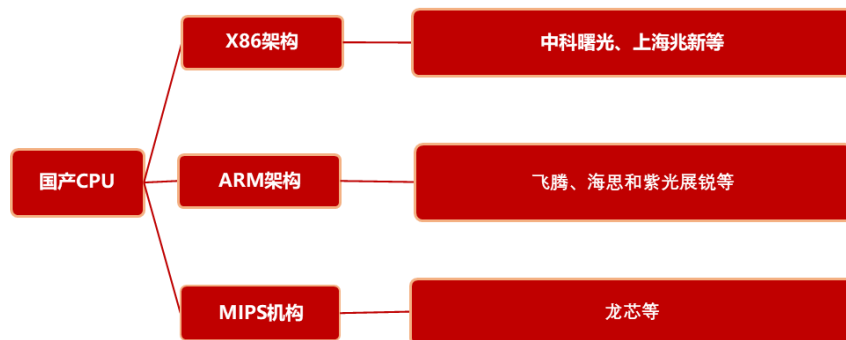 X86架构
中科曙光、上海兆新等
国产CPU
ARM架构
飞腾、海思和紫光展锐等
MIPS机构
龙芯等